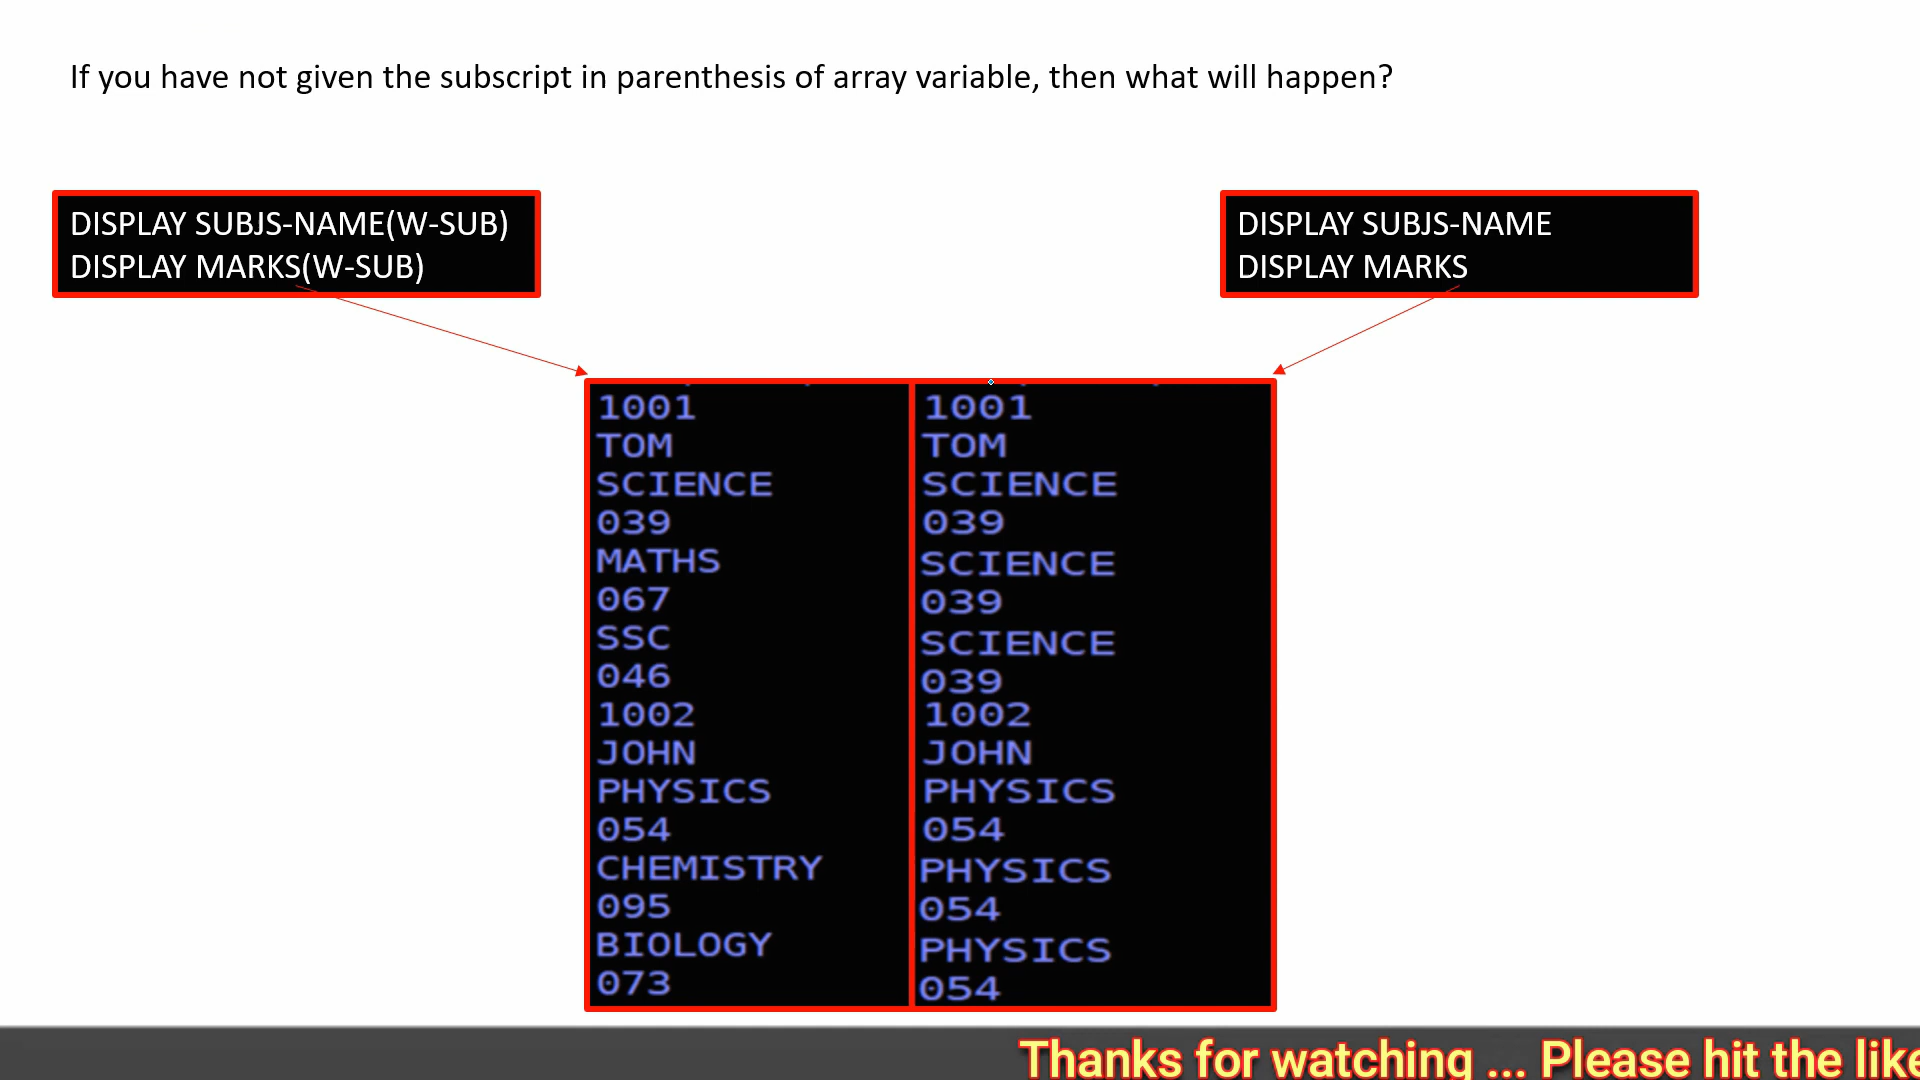 If you have not given the subscript in parenthesis of array variable, then what will happen?
DISPLAY SUBJS-NAME(W-SUB)
DISPLAY MARKS(W-SUB)
DISPLAY SUBJS-NAME
DISPLAY MARKS
1001
TOM
SCIENCE
039
MATHS
067
SSC
046
1002
JOHN
PHYSICS
054
CHEMISTRY
095
BIOLOGY
073
1001
TOM
SCIENCE
039
SCIENCE
039
SCIENCE
039
1002
JOHN
PHYSICS
054
PHYSICS
054
PHYSICS
054
Thanks for watching ... Please hit the like